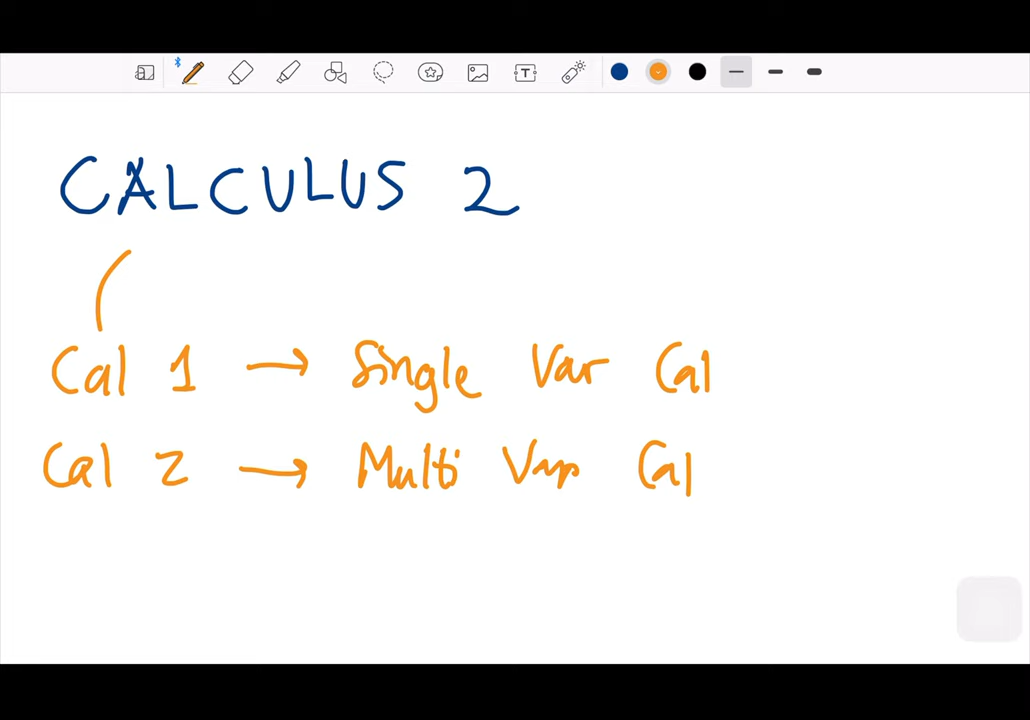 CALCULUS 2
Cal 1 → Single Var Cal
Cal 2 → Multi Var Cal